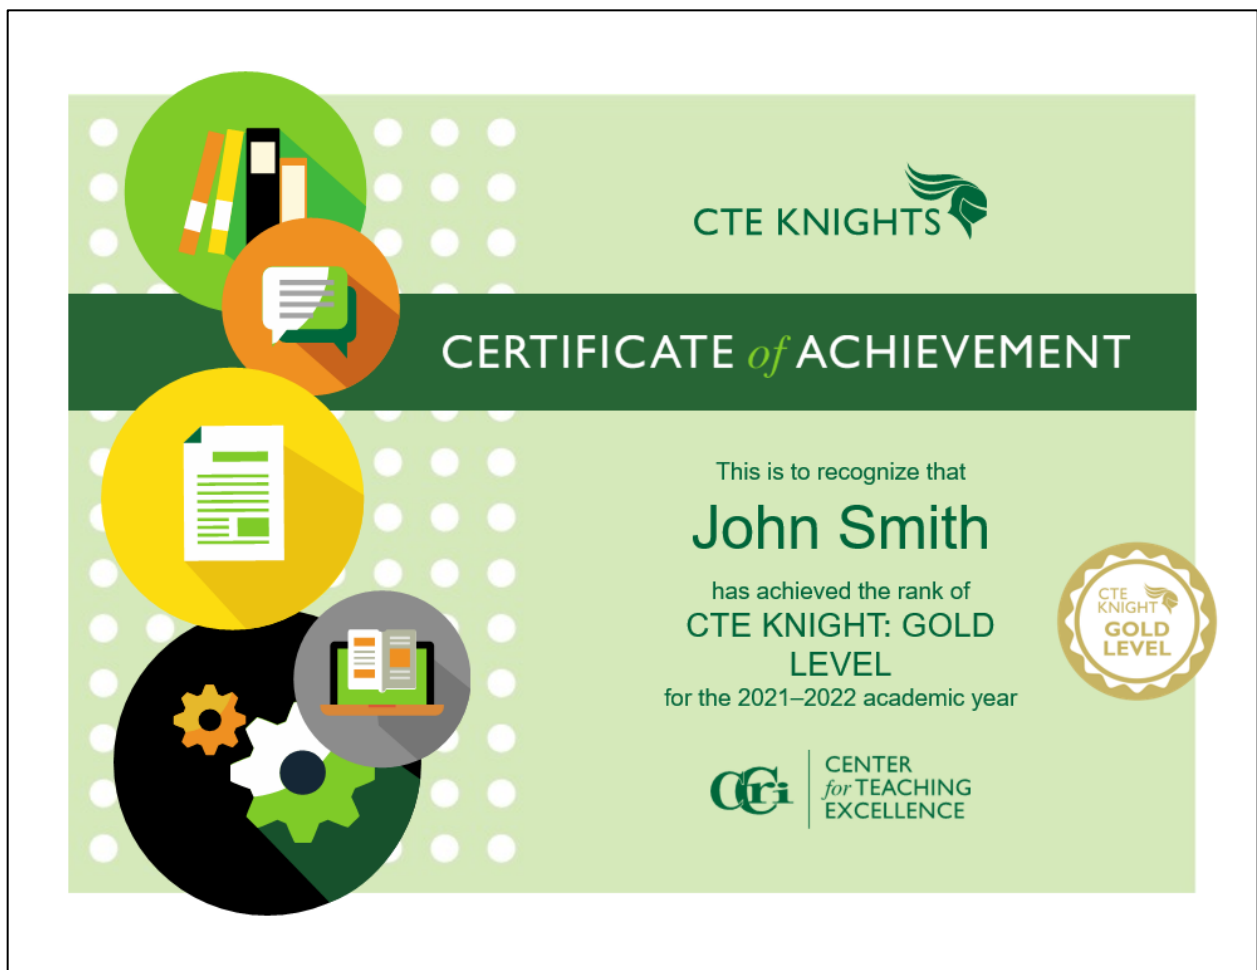 CTE KNIGHTS
CERTIFICATE of ACHIEVEMENT
This is to recognize that
John Smith
has achieved the rank of
CTE KNIGHT: GOLD
LEVEL
for the 2021–2022 academic year
CTE
KNIGHT
GOLD
LEVEL
CCri
CENTER
for TEACHING
EXCELLENCE